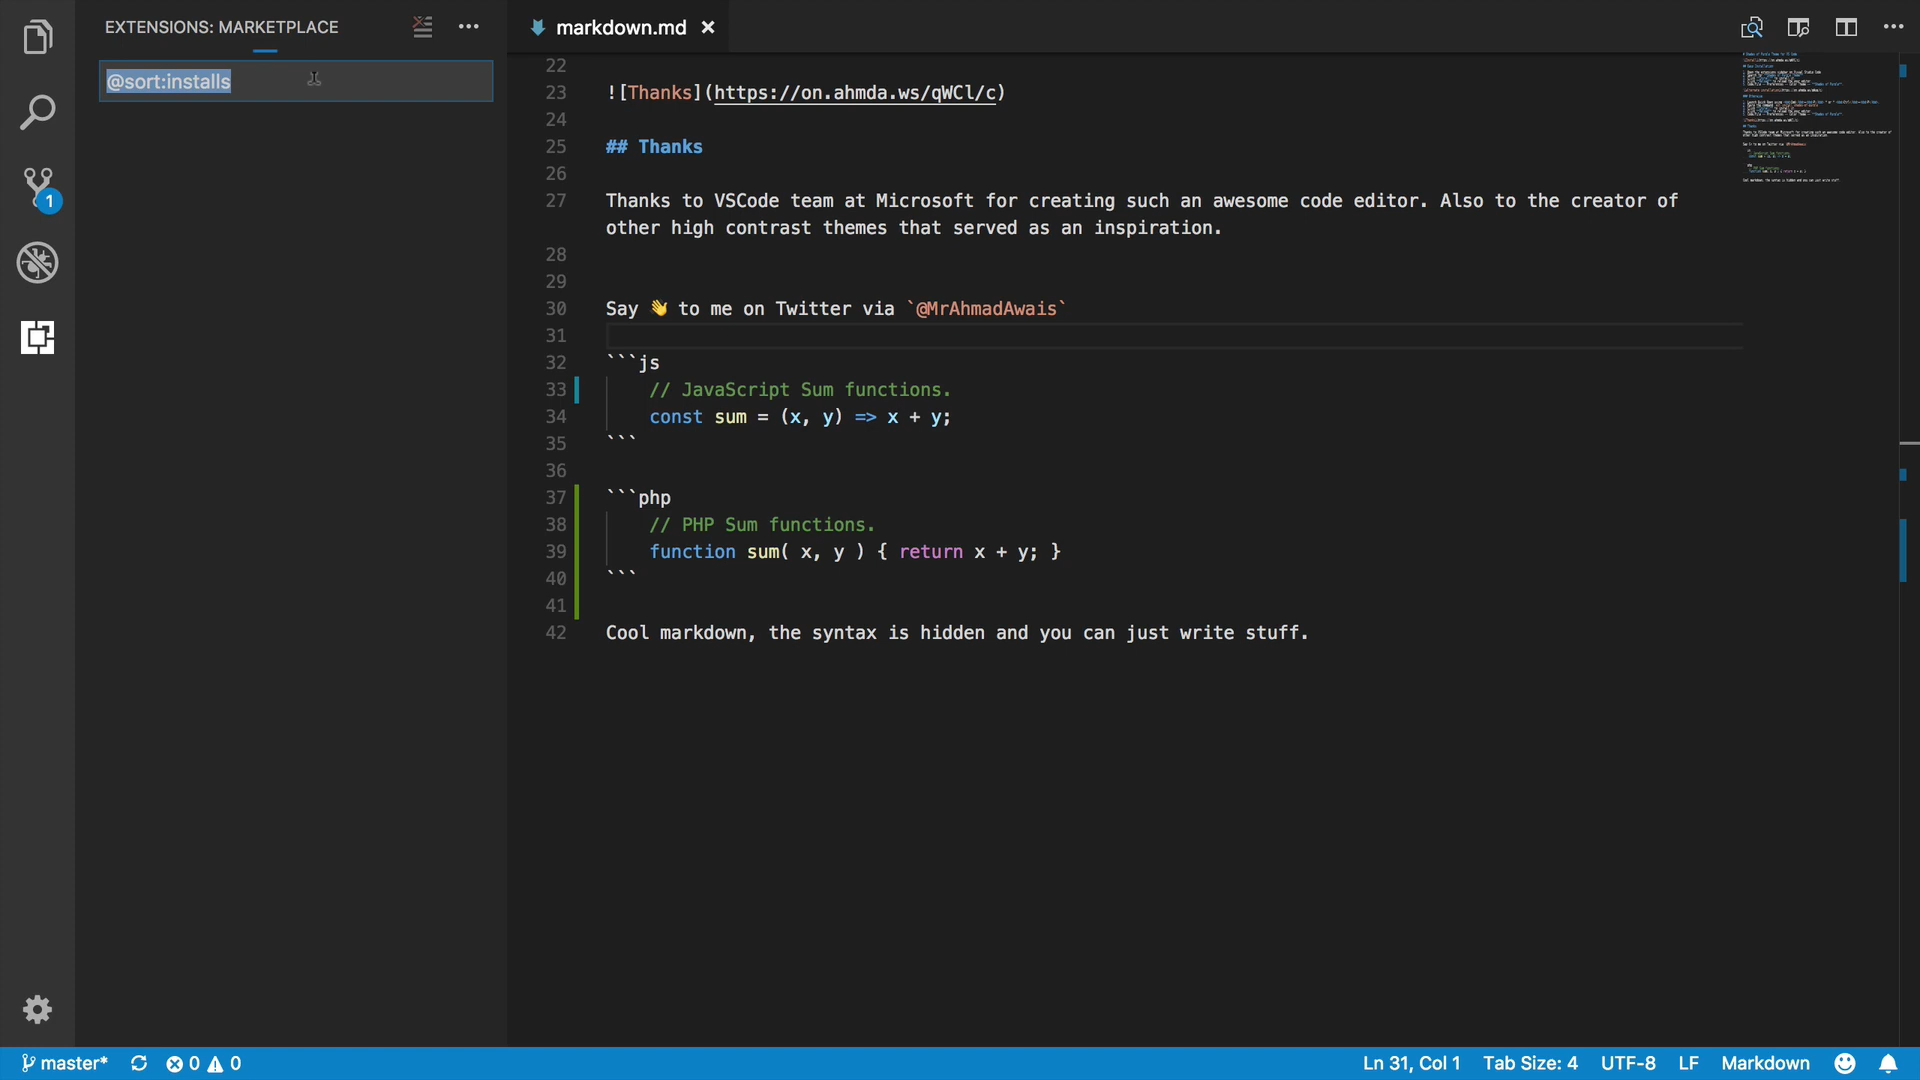 EXTENSIONS: MARKETPLACE
markdown.md
@sort:installs
1
22
23 ![Thanks](https://on.ahmda.ws/qWCl/c)
24
25 ## Thanks
26
27 Thanks to VSCode team at Microsoft for creating such an awesome code editor. Also to the creator of
other high contrast themes that served as an inspiration.
28
29
30 Say 👋 to me on Twitter via `@MrAhmadAwais`
31
32 ```js
33 // JavaScript Sum functions.
34 const sum = (x, y) => x + y;
35 ```
36
37 ```php
38 // PHP Sum functions.
39 function sum( x, y ) { return x + y; }
40 ```
41
42 Cool markdown, the syntax is hidden and you can just write stuff.
master* 0 0 Ln 31, Col 1 Tab Size: 4 UTF-8 LF Markdown